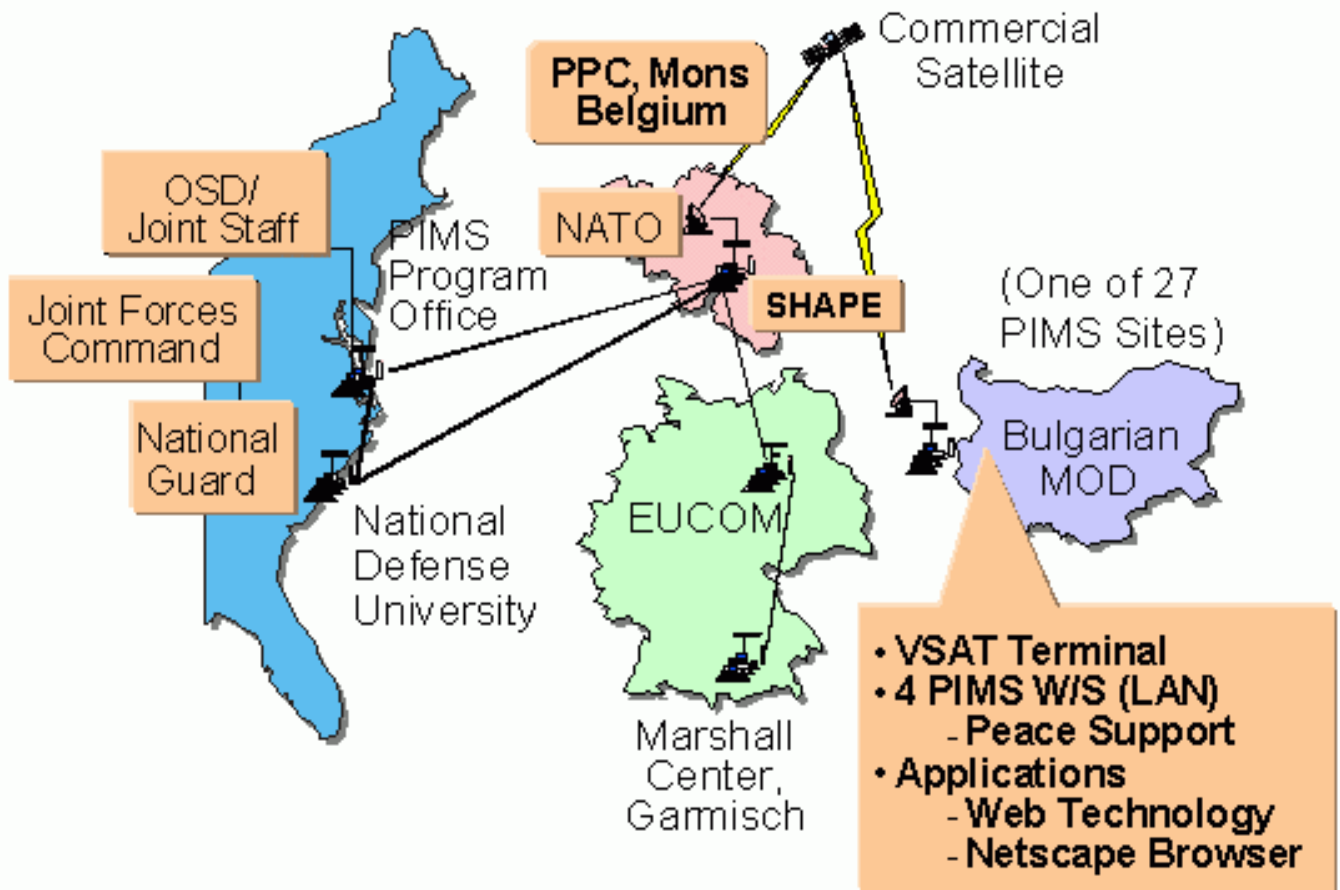 Commercial
Satellite
PPC, Mons
Belgium
OSD/
Joint Staff
NATO
PIMS
Program
Office
SHAPE
(One of 27
PIMS Sites)
Joint Forces
Command
National
Guard
Bulgarian
MOD
EUCOM
National
Defense
University
Marshall
Center,
Garmisch
• VSAT Terminal
• 4 PIMS W/S (LAN)
- Peace Support
• Applications
- Web Technology
- Netscape Browser